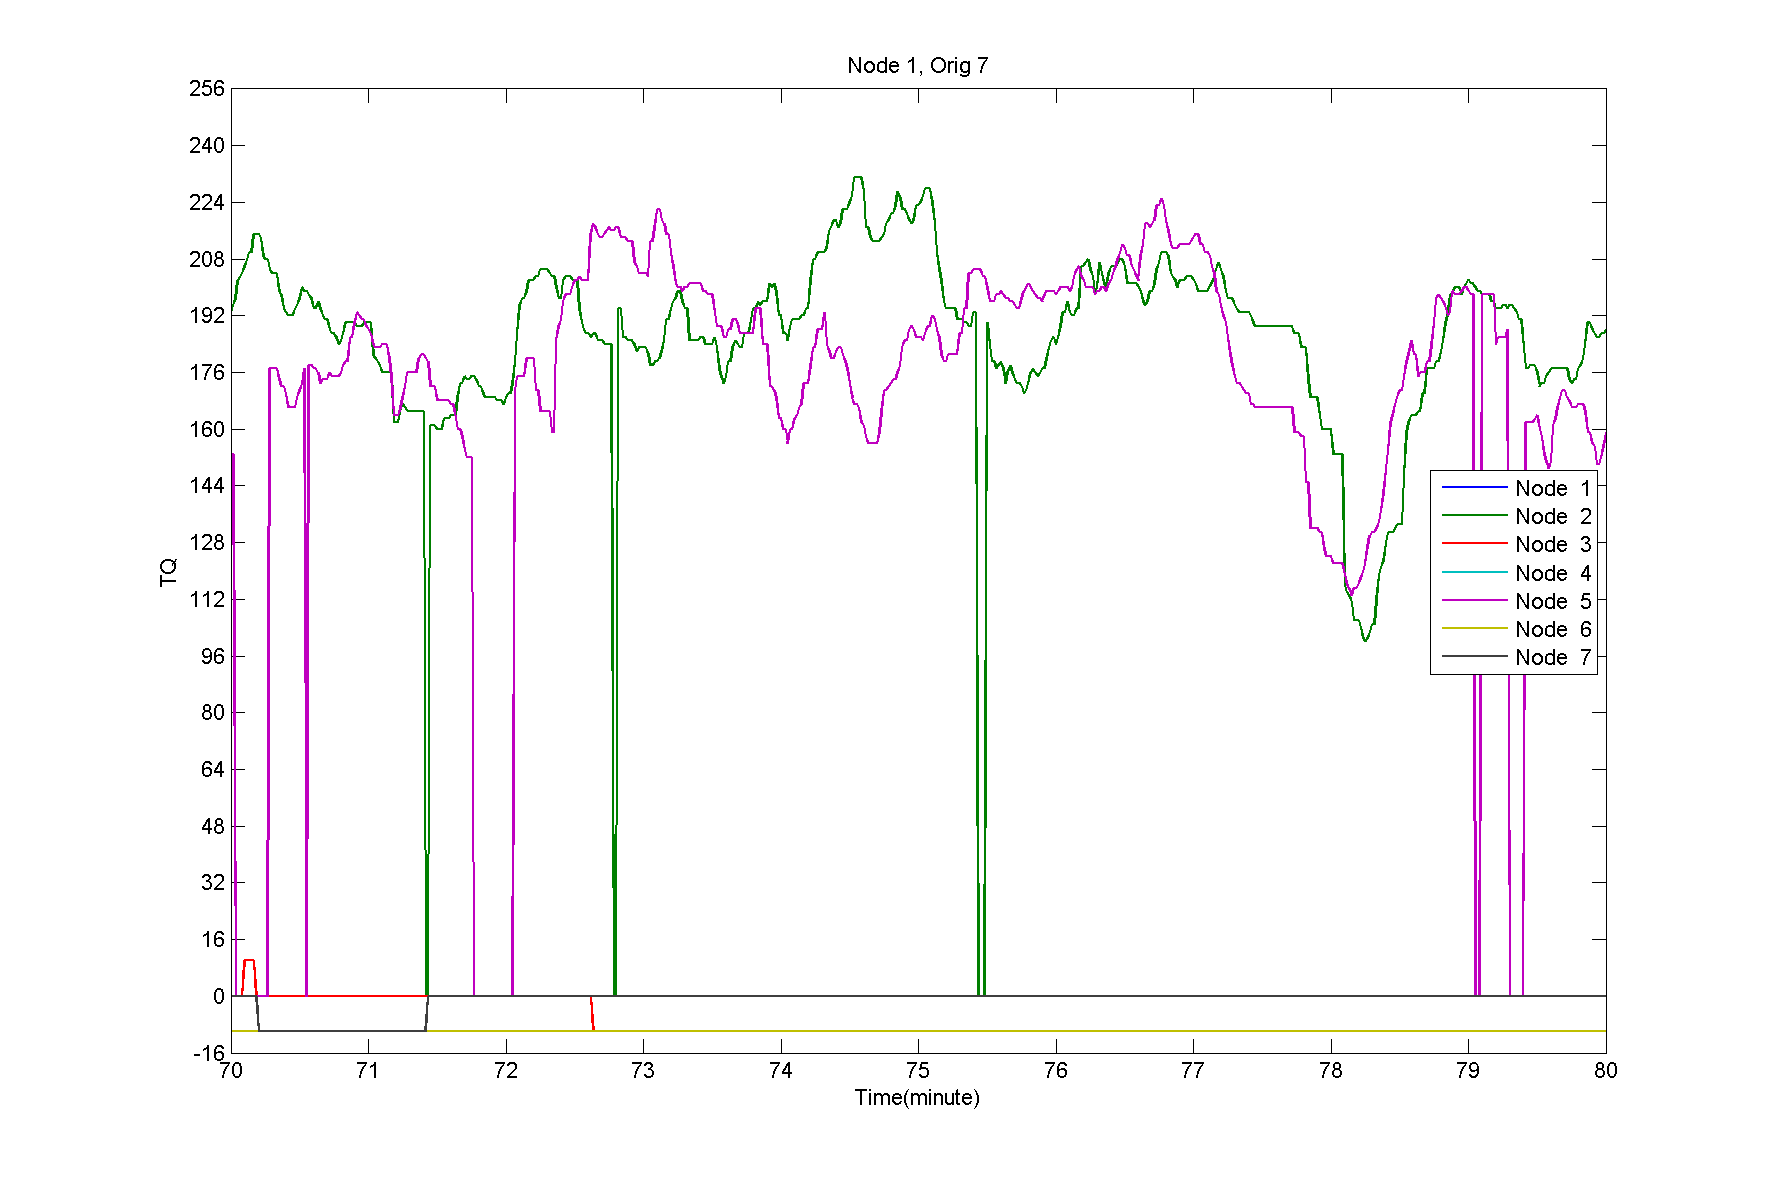 Node 1, Orig 7
256
240
224
208
192
176
160
144
128
112
96
80
64
48
32
16
0
-16
TQ
Node 1
Node 2
Node 3
Node 4
Node 5
Node 6
Node 7
70 71 72 73 74 75 76 77 78 79 80
Time(minute)